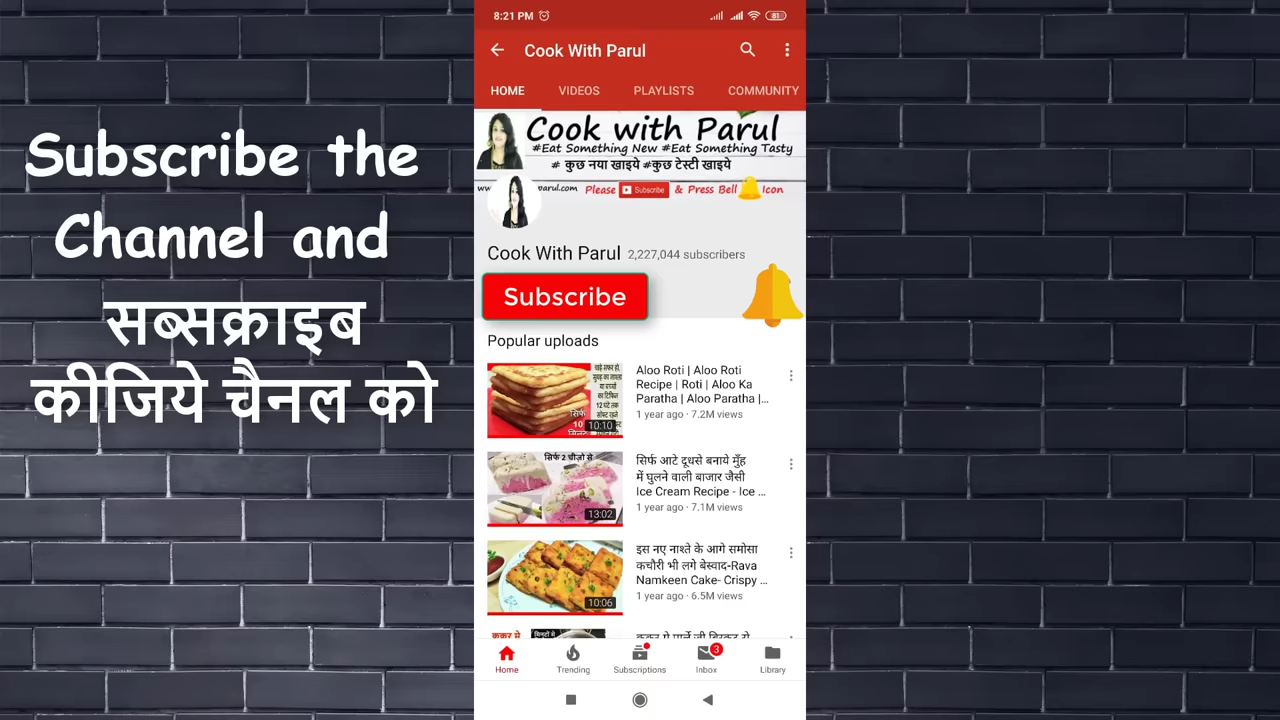 Subscribe the
Channel and
सब्सक्राइब
कीजिये चैनल को
8:21 PM
81
Cook With Parul
HOME VIDEOS PLAYLISTS COMMUNITY
Cook with Parul
#Eat Something New #Eat Something Tasty
# कुछ नया खाइये #कुछ टेस्टी खाइये
Please Subscribe & Press Bell Icon
Cook With Parul 2,227,044 subscribers
Subscribe
Popular uploads
Aloo Roti | Aloo Roti
Recipe | Roti | Aloo Ka
Paratha | Aloo Paratha |...
1 year ago · 7.2M views
सिर्फ
10
10:10
सिर्फ आटे दूधसे बनाये मुँह
में घुलने वाली बाजार जैसी
Ice Cream Recipe - Ice ...
1 year ago · 7.1M views
सिर्फ 2 चीज़ो से
13:02
इस नए नाश्ते के आगे समोसा
कचौरी भी लगे बेस्वाद-Rava
Namkeen Cake- Crispy ...
1 year ago · 6.5M views
10:06
Home Trending Subscriptions Inbox Library
3